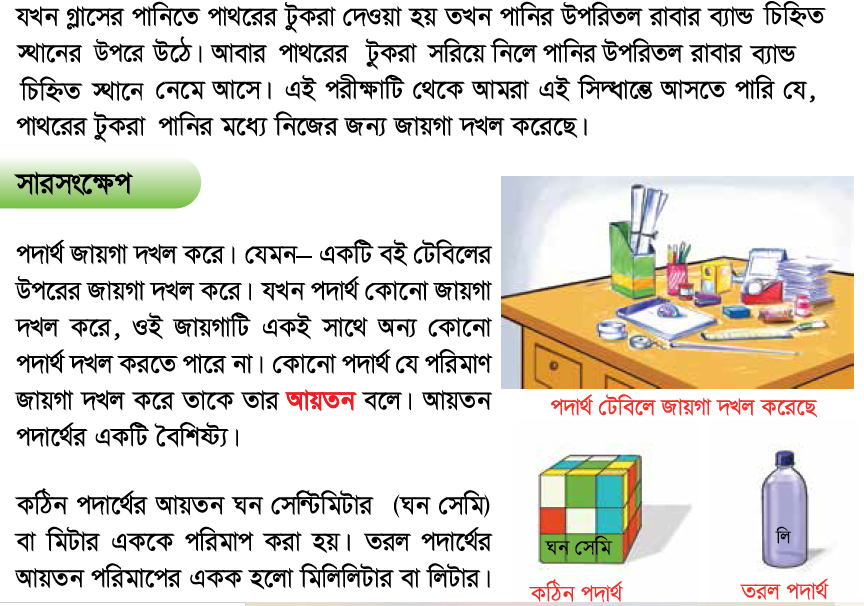 যখন গ্লাসের পানিতে পাথরের টুকরা দেওয়া হয় তখন পানির উপরিতল রাবার ব্যান্ড চিহ্নিত
স্থানের উপরে উঠে। আবার পাথরের টুকরা সরিয়ে নিলে পানির উপরিতল রাবার ব্যান্ড
চিহ্নিত স্থানে নেমে আসে। এই পরীক্ষাটি থেকে আমরা এই সিদ্ধান্তে আসতে পারি যে,
পাথরের টুকরা পানির মধ্যে নিজের জন্য জায়গা দখল করেছে।
সারসংক্ষেপ
পদার্থ জায়গা দখল করে। যেমন– একটি বই টেবিলের
উপরের জায়গা দখল করে। যখন পদার্থ কোনো জায়গা
দখল করে, ওই জায়গাটি একই সাথে অন্য কোনো
পদার্থ দখল করতে পারে না। কোনো পদার্থ যে পরিমাণ
জায়গা দখল করে তাকে তার আয়তন বলে। আয়তন
পদার্থের একটি বৈশিষ্ট্য।
পদার্থ টেবিলে জায়গা দখল করেছে
কঠিন পদার্থের আয়তন ঘন সেন্টিমিটার (ঘন সেমি)
বা মিটার এককে পরিমাপ করা হয়। তরল পদার্থের
আয়তন পরিমাপের একক হলো মিলিলিটার বা লিটার।
ঘন সেমি
লি
কঠিন পদার্থ
তরল পদার্থ